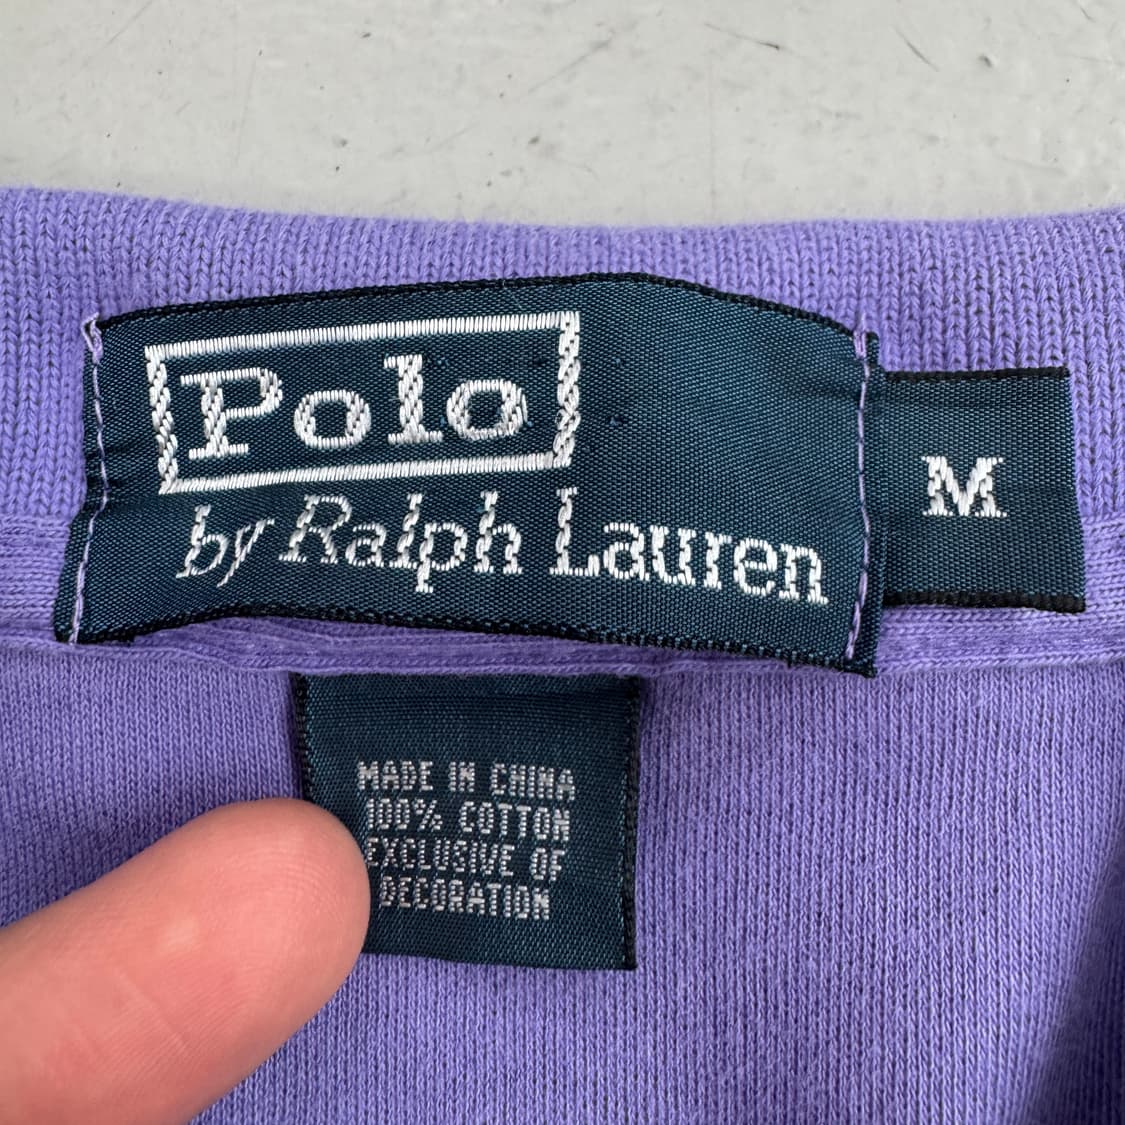 Polo
by Ralph Lauren
M
MADE IN CHINA
100% COTTON
EXCLUSIVE OF
DECORATION